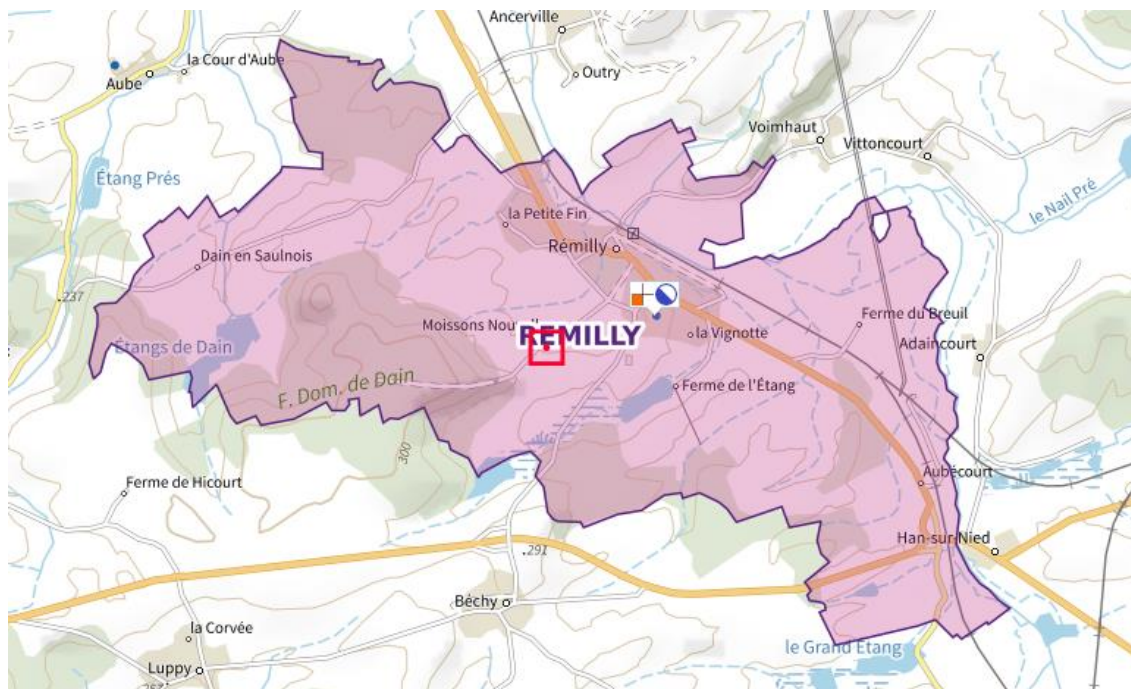 Ancerville
la Cour d'Aube
Aube
Outry
Voimhaut
Vittoncourt
Étang Prés
le Nail Pré
la Petite Fin
Rémilly
Dain en Saulnois
237
Ferme du Breuil
Moissons Nou
REMILLY
la Vignotte
Étangs de Dain
Adaincourt
F. Dom. de Dain
Ferme de l'Étang
300
Aubécourt
Ferme de Hicourt
Han-sur-Nied
291
Béchy
la Corvée
le Grand Étang
Luppy